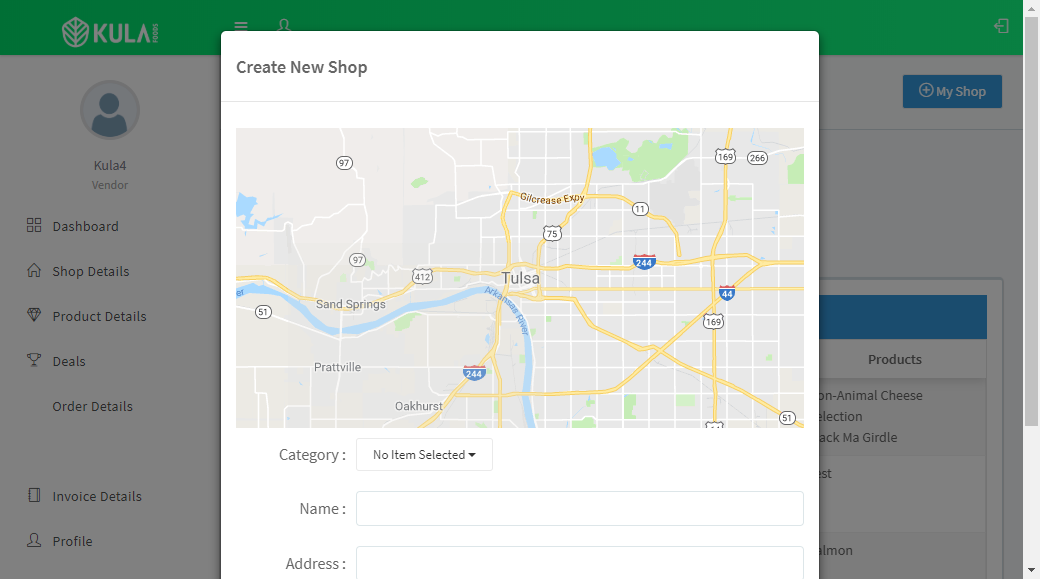 KULA FOODS
Create New Shop
My Shop
Kula4
Vendor
Dashboard
Shop Details
Product Details
Deals
Order Details
Invoice Details
Profile
97
169
266
Gilcrease Expy
11
75
244
97
412
Tulsa
44
Sand Springs
Arkansas River
51
169
Prattville
244
Oakhurst
51
Category :
No Item Selected
Name :
Address :
Products
on-Animal Cheese
election
ack Ma Girdle
est
almon